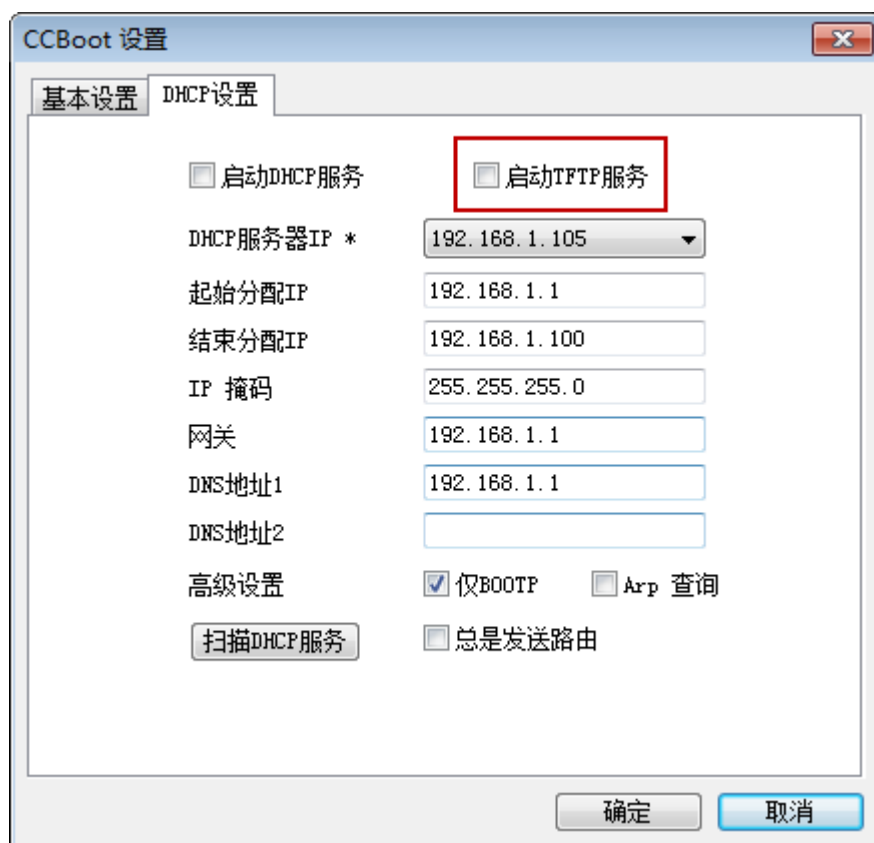 CCBoot 设置
基本设置 DHCP设置
启动DHCP服务 启动TFTP服务
DHCP服务器IP * 192.168.1.105
起始分配IP 192.168.1.1
结束分配IP 192.168.1.100
IP 掩码 255.255.255.0
网关 192.168.1.1
DNS地址1 192.168.1.1
DNS地址2
高级设置 仅BOOTP Arp 查询
扫描DHCP服务 总是发送路由
确定 取消